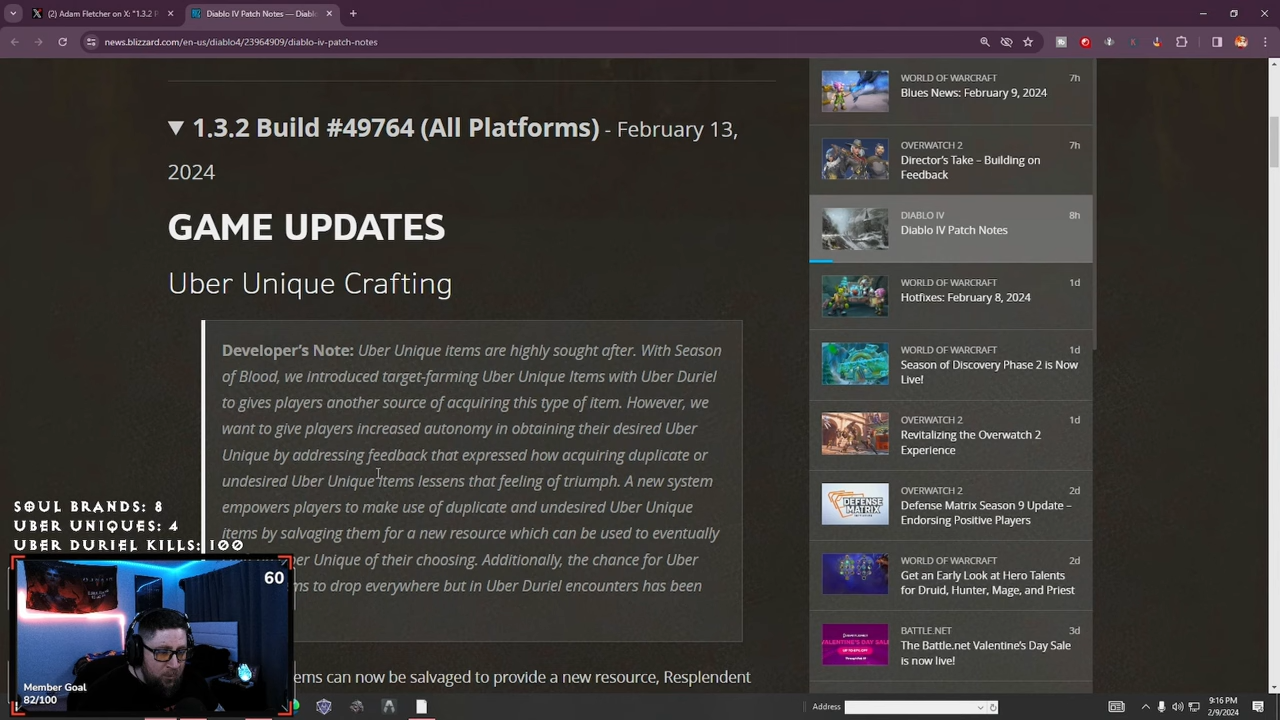 (2) Adam Fletcher on X: "1.3.2 P
Diablo IV Patch Notes — Diablo
news.blizzard.com/en-us/diablo4/23964909/diablo-iv-patch-notes
▼ 1.3.2 Build #49764 (All Platforms) - February 13,
2024
GAME UPDATES
Uber Unique Crafting
Developer's Note: Uber Unique items are highly sought after. With Season
of Blood, we introduced target-farming Uber Unique Items with Uber Duriel
to gives players another source of acquiring this type of item. However, we
want to give players increased autonomy in obtaining their desired Uber
Unique by addressing feedback that expressed how acquiring duplicate or
undesired Uber Unique items lessens that feeling of triumph. A new system
empowers players to make use of duplicate and undesired Uber Unique
items by salvaging them for a new resource which can be used to eventually
er Unique of their choosing. Additionally, the chance for Uber
ms to drop everywhere but in Uber Duriel encounters has been
ems can now be salvaged to provide a new resource, Resplendent
WORLD OF WARCRAFT 7h
Blues News: February 9, 2024
OVERWATCH 2 7h
Director's Take – Building on
Feedback
DIABLO IV 8h
Diablo IV Patch Notes
WORLD OF WARCRAFT 1d
Hotfixes: February 8, 2024
WORLD OF WARCRAFT 1d
Season of Discovery Phase 2 is Now
Live!
OVERWATCH 2 1d
Revitalizing the Overwatch 2
Experience
OVERWATCH 2 2d
Defense Matrix Season 9 Update –
Endorsing Positive Players
WORLD OF WARCRAFT 2d
Get an Early Look at Hero Talents
for Druid, Hunter, Mage, and Priest
BATTLE.NET 3d
The Battle.net Valentine's Day Sale
is now live!
DEFENSE
MATRIX
VALENTINE'S DAY SALE
SOUL BRANDS: 8
UBER UNIQUES: 4
UBER DURIEL KILLS: 100
60
Member Goal
82/100
Address
9:16 PM
2/9/2024